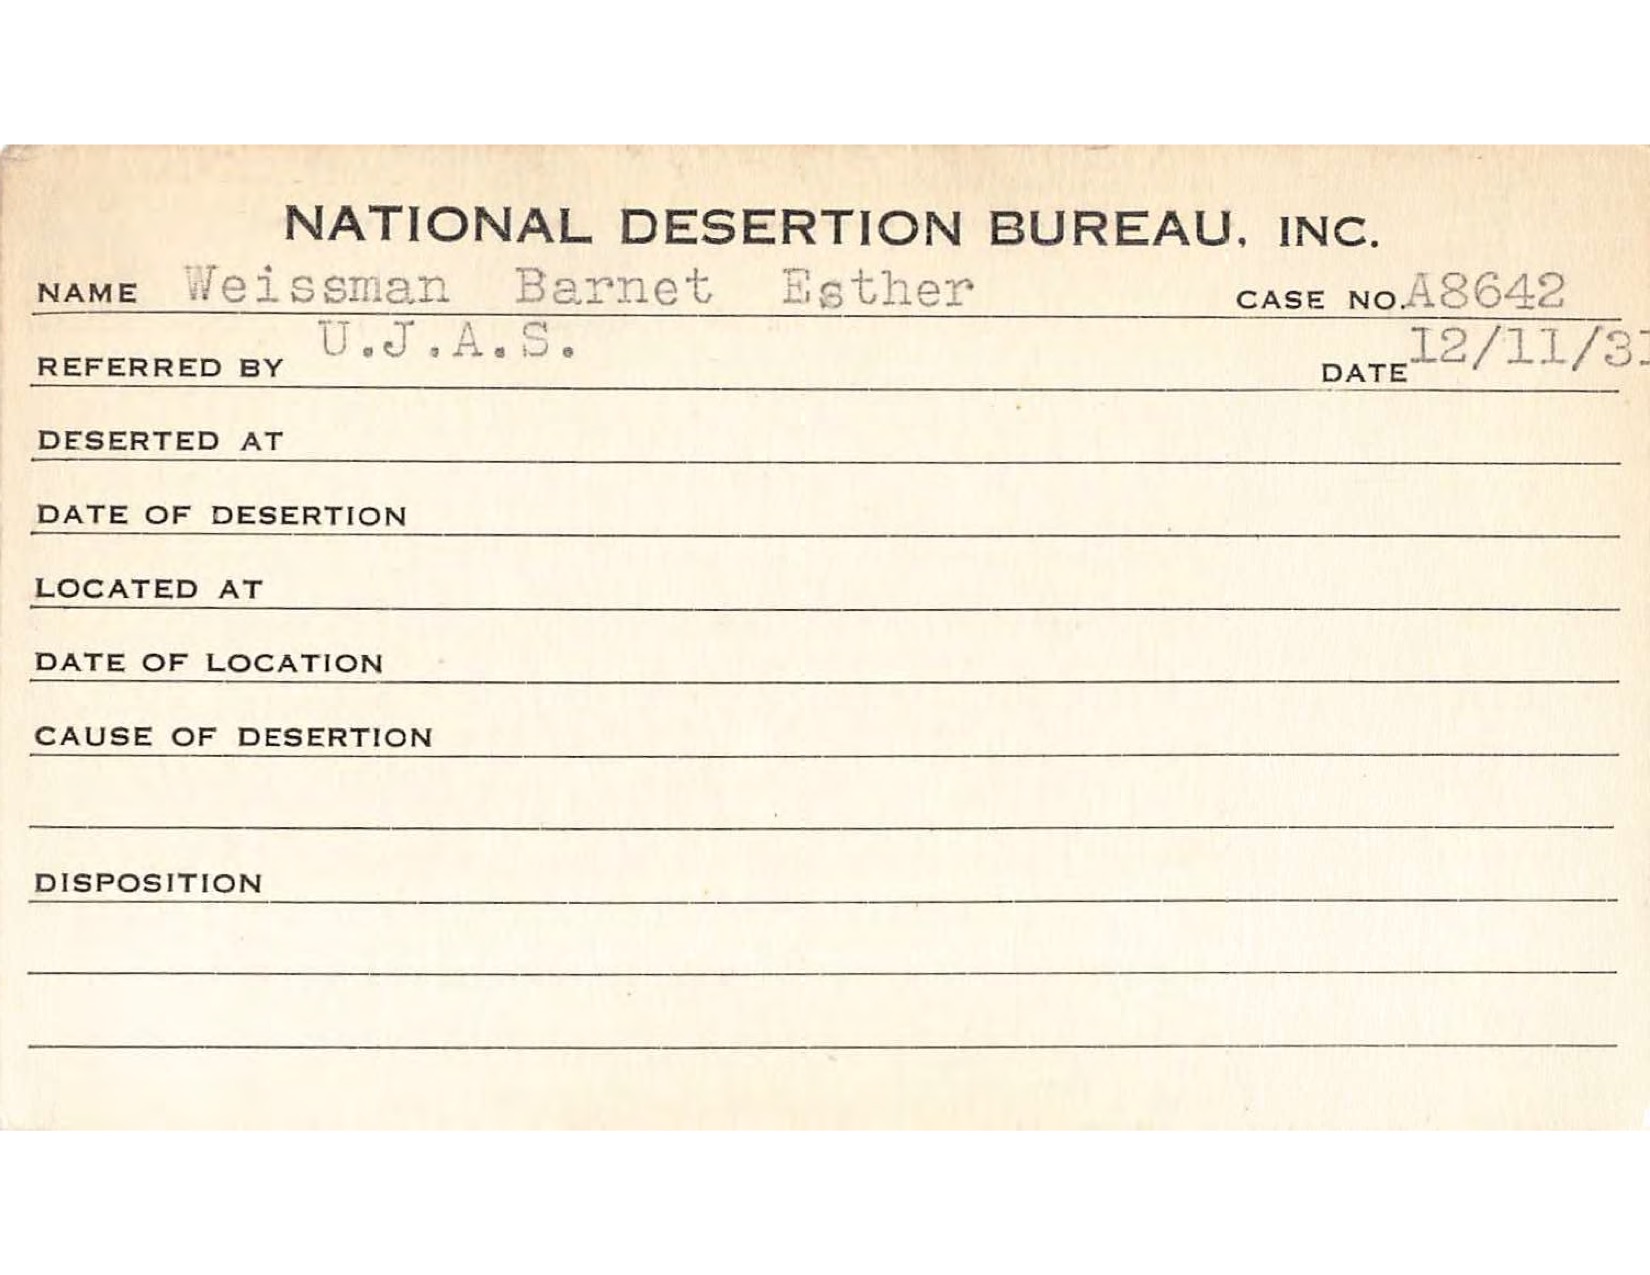 NATIONAL DESERTION BUREAU, INC.
NAME Weissman Barnet Esther CASE NO. A8642
REFERRED BY U.J.A.S. DATE 12/11/31
DESERTED AT
DATE OF DESERTION
LOCATED AT
DATE OF LOCATION
CAUSE OF DESERTION
DISPOSITION